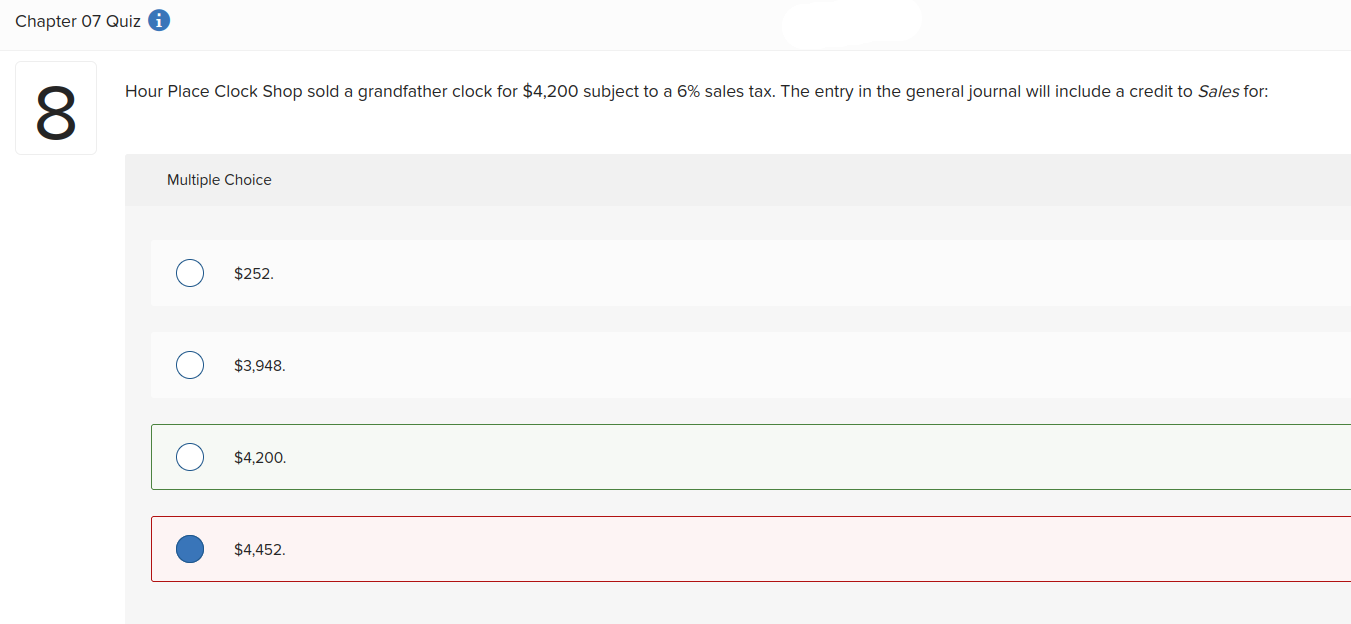 Chapter 07 Quiz i
8
Hour Place Clock Shop sold a grandfather clock for $4,200 subject to a 6% sales tax. The entry in the general journal will include a credit to Sales for:
Multiple Choice
$252.
$3,948.
$4,200.
$4,452.